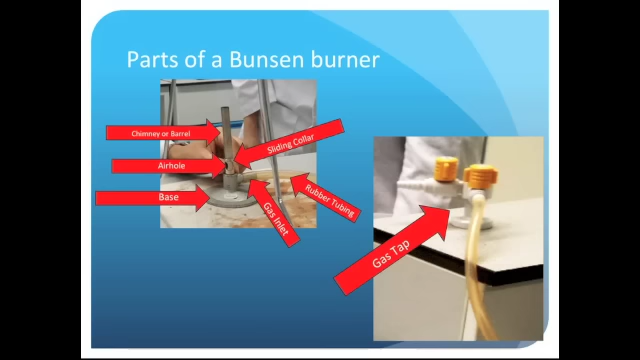 Parts of a Bunsen burner
Chimney or Barrel
Sliding Collar
Airhole
Base
Gas Inlet
Rubber Tubing
Gas Tap